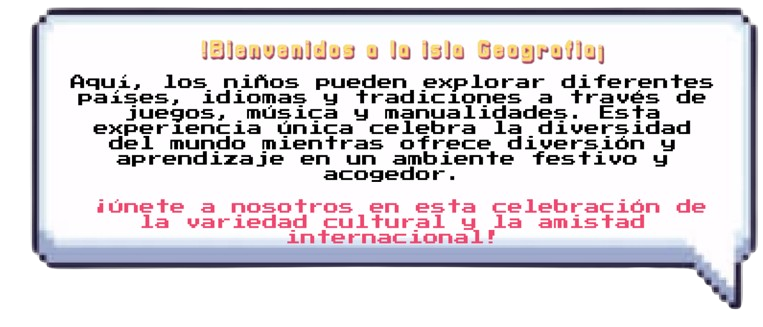 !Bienvenidos a la isla Geografia¡
Aquí, los niños pueden explorar diferentes
países, idiomas y tradiciones a través de
juegos, música y manualidades. Esta
experiencia única celebra la diversidad
del mundo mientras ofrece diversión y
aprendizaje en un ambiente festivo y
acogedor.
¡únete a nosotros en esta celebración de
la variedad cultural y la amistad
internacional!